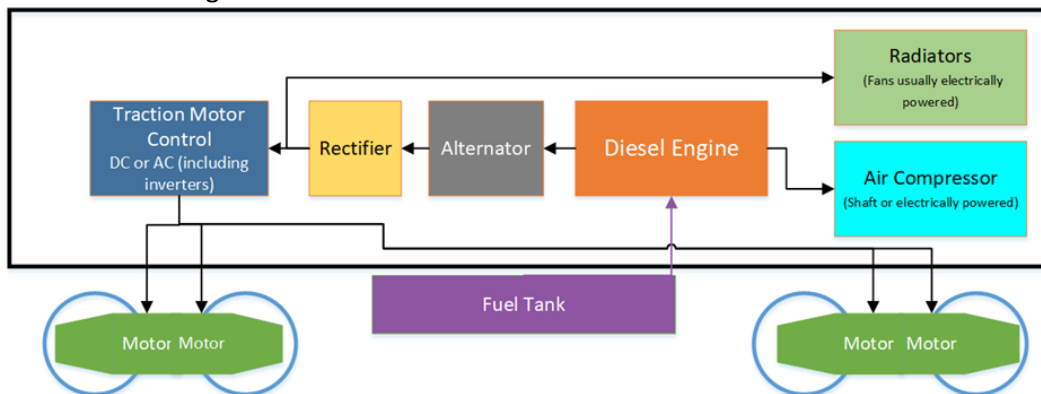 Radiators
(Fans usually electrically
powered)
Traction Motor
Control
DC or AC (including
inverters)
Rectifier
Alternator
Diesel Engine
Air Compressor
(Shaft or electrically powered)
Fuel Tank
Motor Motor
Motor Motor